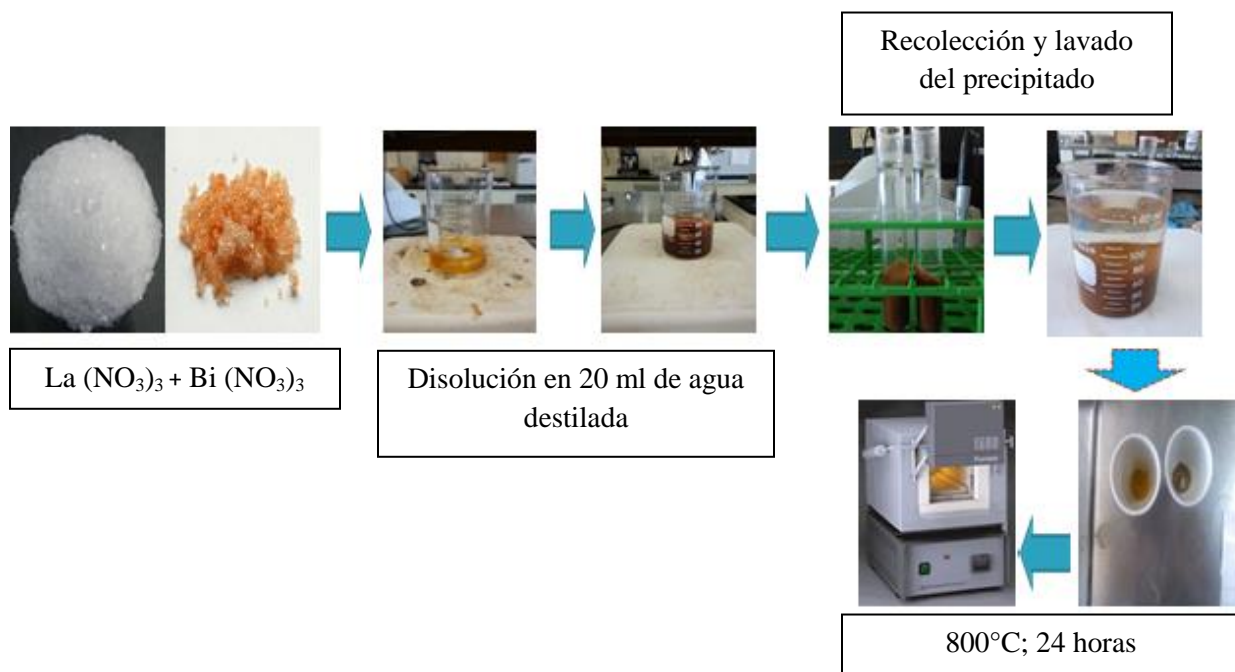 Recolección y lavado
del precipitado
La (NO₃)₃ + Bi (NO₃)₃
Disolución en 20 ml de agua
destilada
800°C; 24 horas